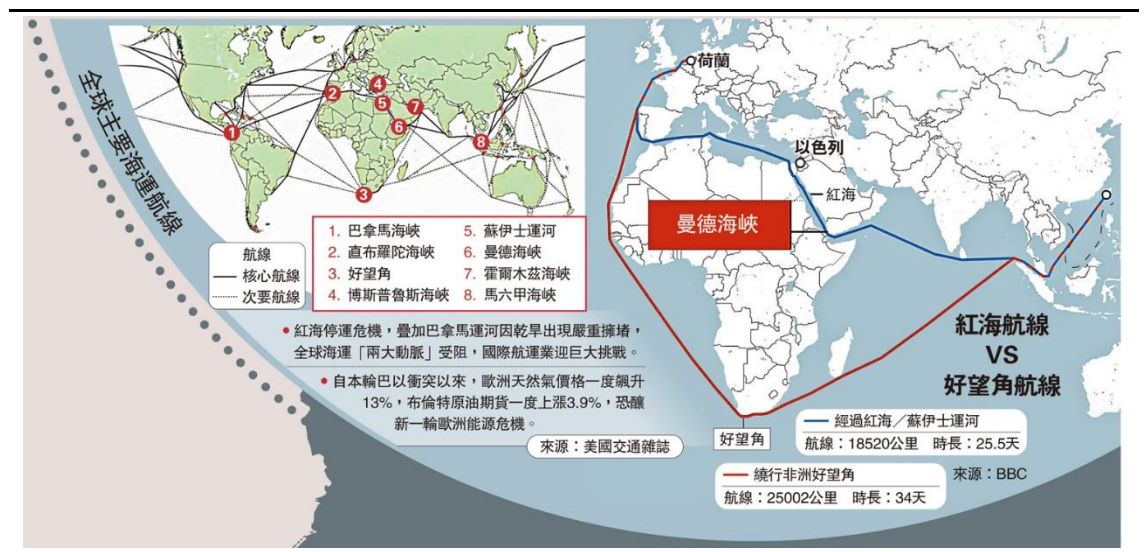 全球主要海運航線
1
2
3
4
5
6
7
8
航線
核心航線
次要航線
1. 巴拿馬海峽
2. 直布羅陀海峽
3. 好望角
4. 博斯普魯斯海峽
5. 蘇伊士運河
6. 曼德海峽
7. 霍爾木茲海峽
8. 馬六甲海峽
● 紅海停運危機，疊加巴拿馬運河因乾旱出現嚴重擁堵，
全球海運「兩大動脈」受阻，國際航運業迎巨大挑戰。
● 自本輪巴以衝突以來，歐洲天然氣價格一度飆升
13%，布倫特原油期貨一度上漲3.9%，恐釀
新一輪歐洲能源危機。
來源：美國交通雜誌
荷蘭
以色列
紅海
曼德海峽
好望角
紅海航線
VS
好望角航線
經過紅海／蘇伊士運河
航線：18520公里 時長：25.5天
繞行非洲好望角
航線：25002公里 時長：34天
來源：BBC